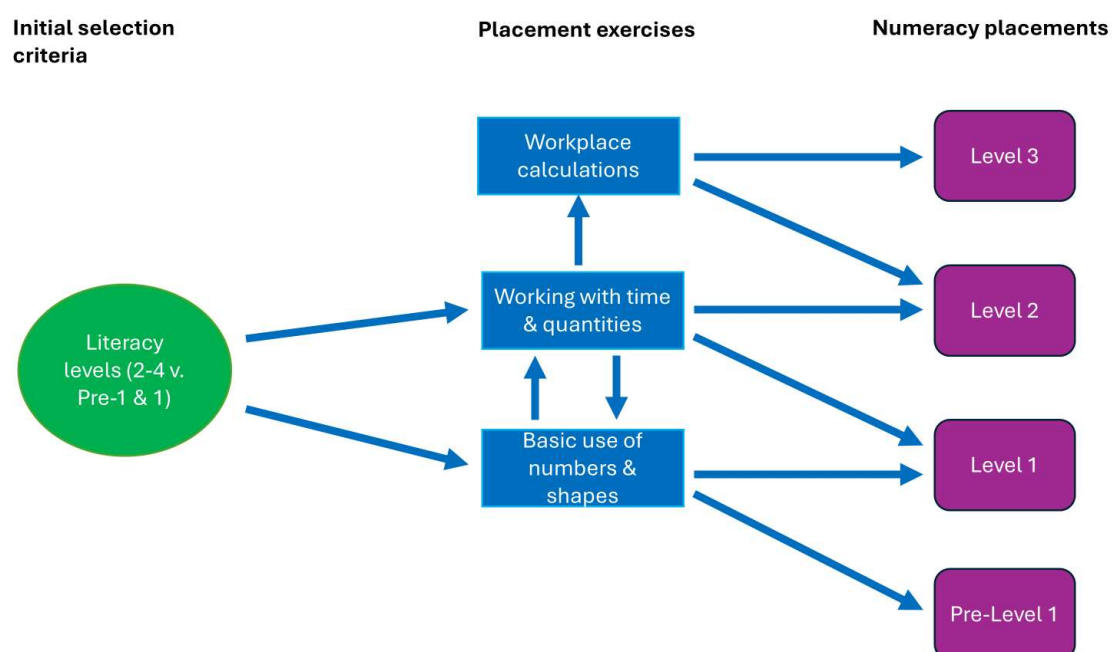 Initial selection
criteria
Placement exercises
Numeracy placements
Workplace
calculations
Level 3
Working with time
& quantities
Level 2
Literacy
levels (2-4 v.
Pre-1 & 1)
Basic use of
numbers &
shapes
Level 1
Pre-Level 1